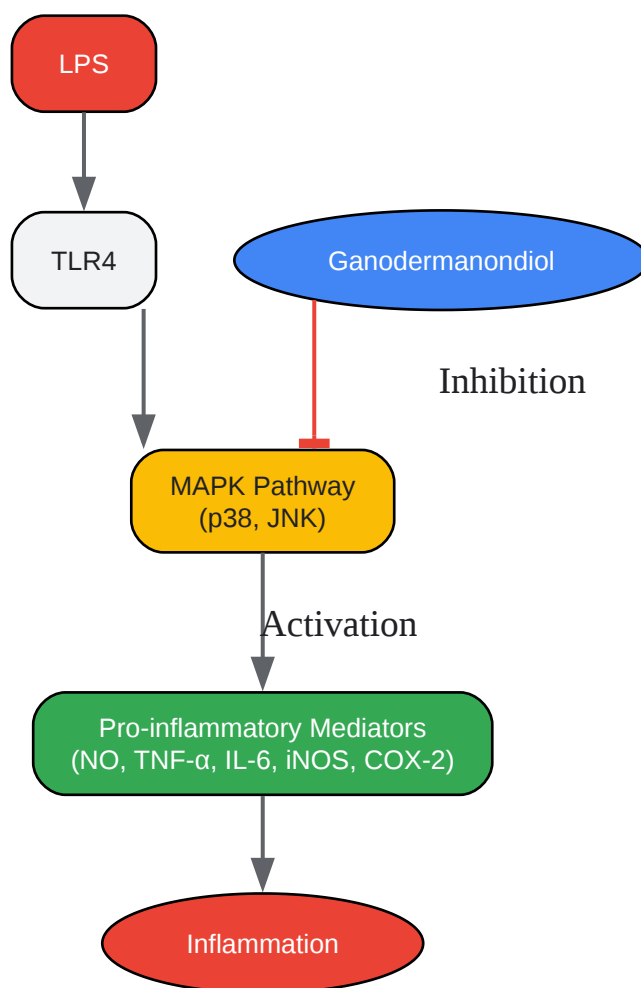 LPS
TLR4
Ganodermanondiol
Inhibition
MAPK Pathway
(p38, JNK)
Activation
Pro-inflammatory Mediators
(NO, TNF-α, IL-6, iNOS, COX-2)
Inflammation